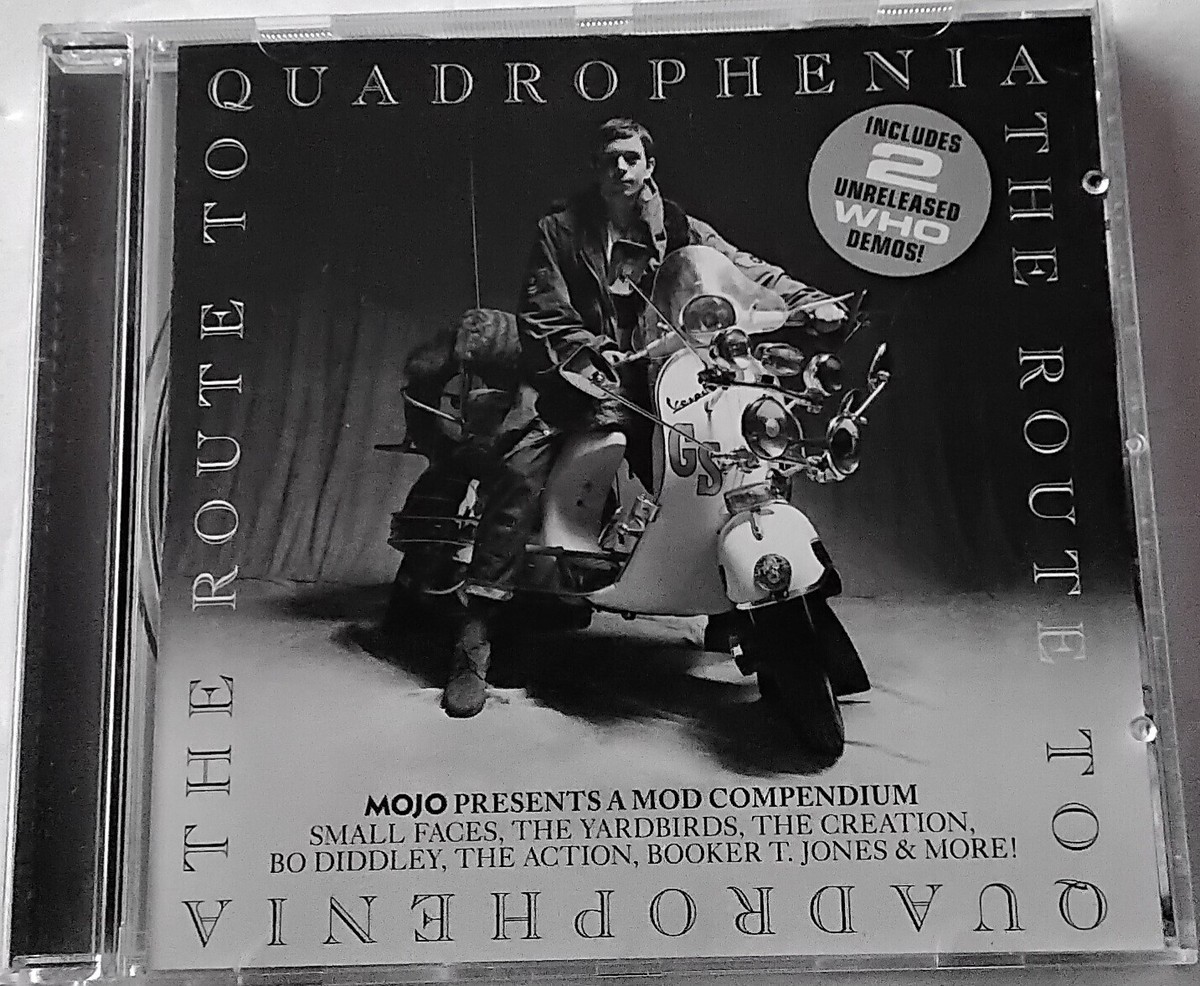 QUADROPHENIA
THE ROUTE TO
QUADROPHENIA
THE ROUTE TO
INCLUDES
2
UNRELEASED
WHO
DEMOS!
GS
MOJO PRESENTS A MOD COMPENDIUM
SMALL FACES, THE YARDBIRDS, THE CREATION,
BO DIDDLEY, THE ACTION, BOOKER T. JONES & MORE!